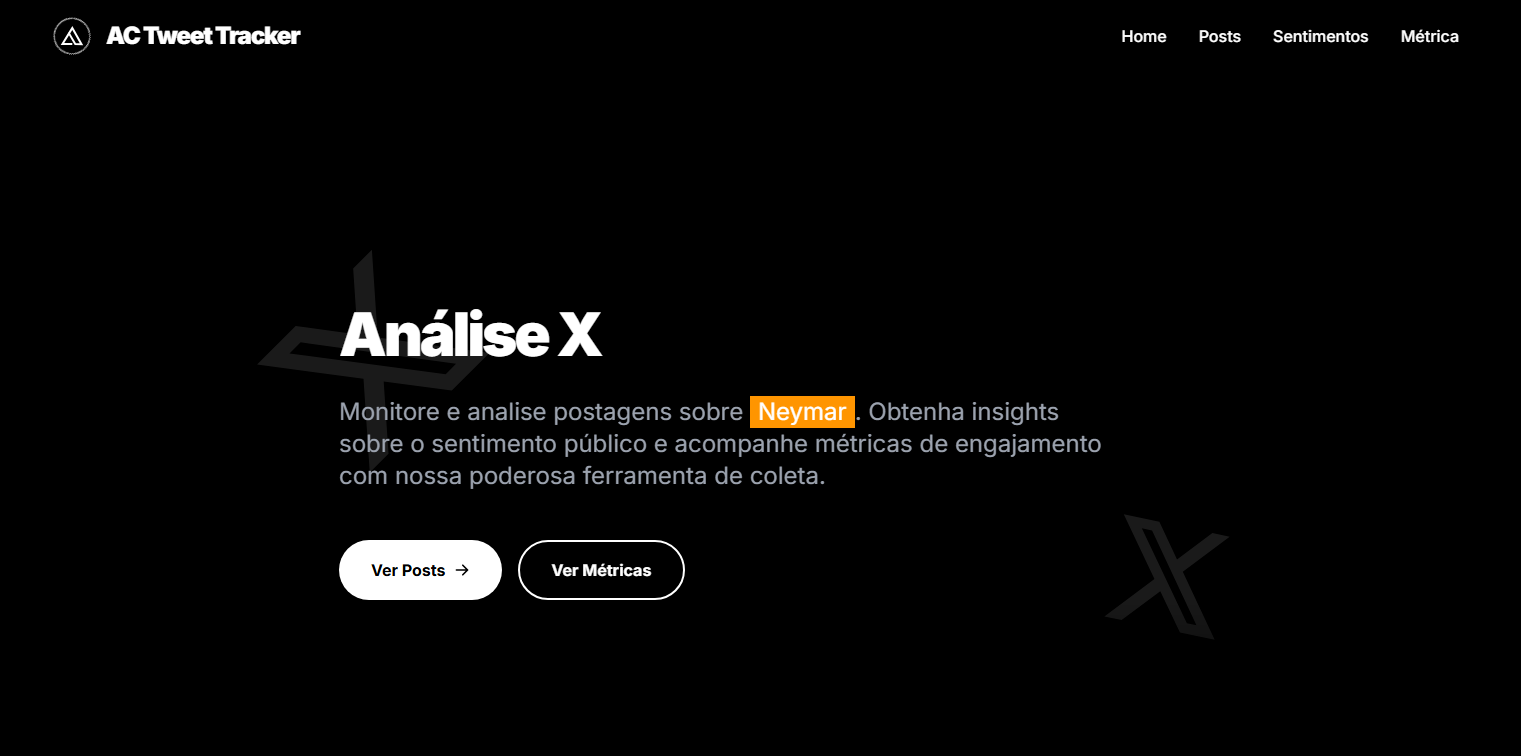 AC Tweet Tracker
Home Posts Sentimentos Métrica
Análise X
Monitore e analise postagens sobre Neymar . Obtenha insights
sobre o sentimento público e acompanhe métricas de engajamento
com nossa poderosa ferramenta de coleta.
Ver Posts → Ver Métricas